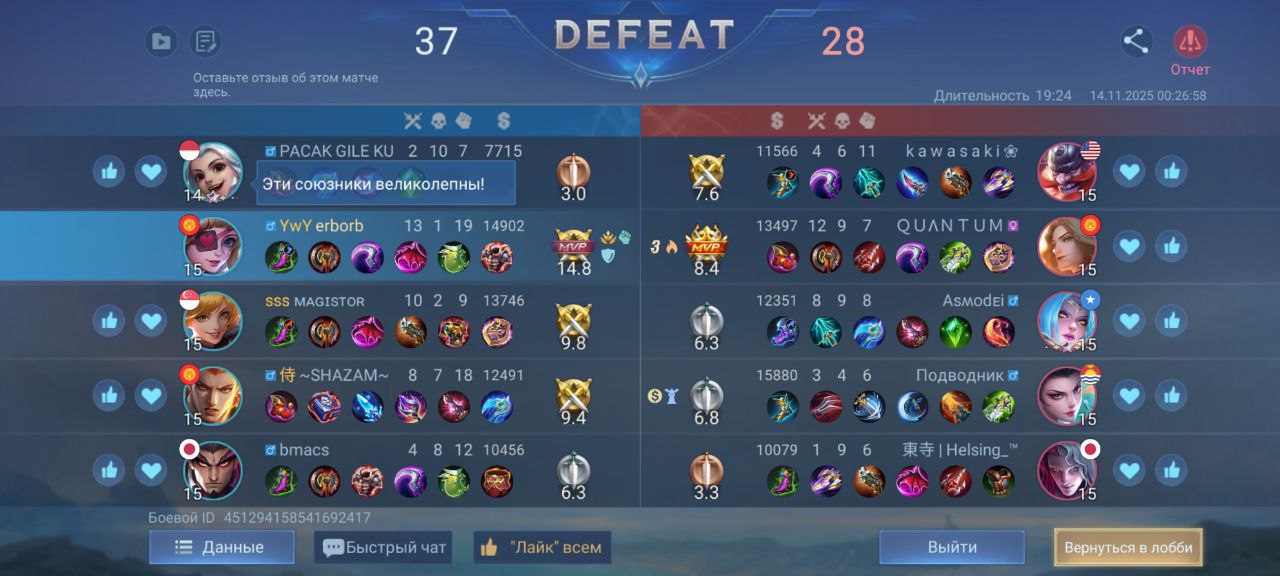 37 DEFEAT 28
Оставьте отзыв об этом матче здесь.
Отчет
Длительность 19:24 14.11.2025 00:26:58
PACAK GILE KU 2 10 7 7715
Эти союзники великолепны!
14
3.0
YwY erborb 13 1 19 14902
15
MVP
14.8
sss MAGISTOR 10 2 9 13746
15
9.8
侍 ~SHAZAM~ 8 7 18 12491
15
9.4
bmacs 4 8 12 10456
15
6.3
11566 4 6 11 kawasaki❀
7.6
15
13497 12 9 7 QUΛNTUM
3
MVP
8.4
15
12351 8 9 8 AsмodEi
6.3
15
15880 3 4 6 Подводник
6.8
15
10079 1 9 6 東寺 | Helsing_™
3.3
15
Боевой ID 451294158541692417
Данные
Быстрый чат
"Лайк" всем
Выйти
Вернуться в лобби